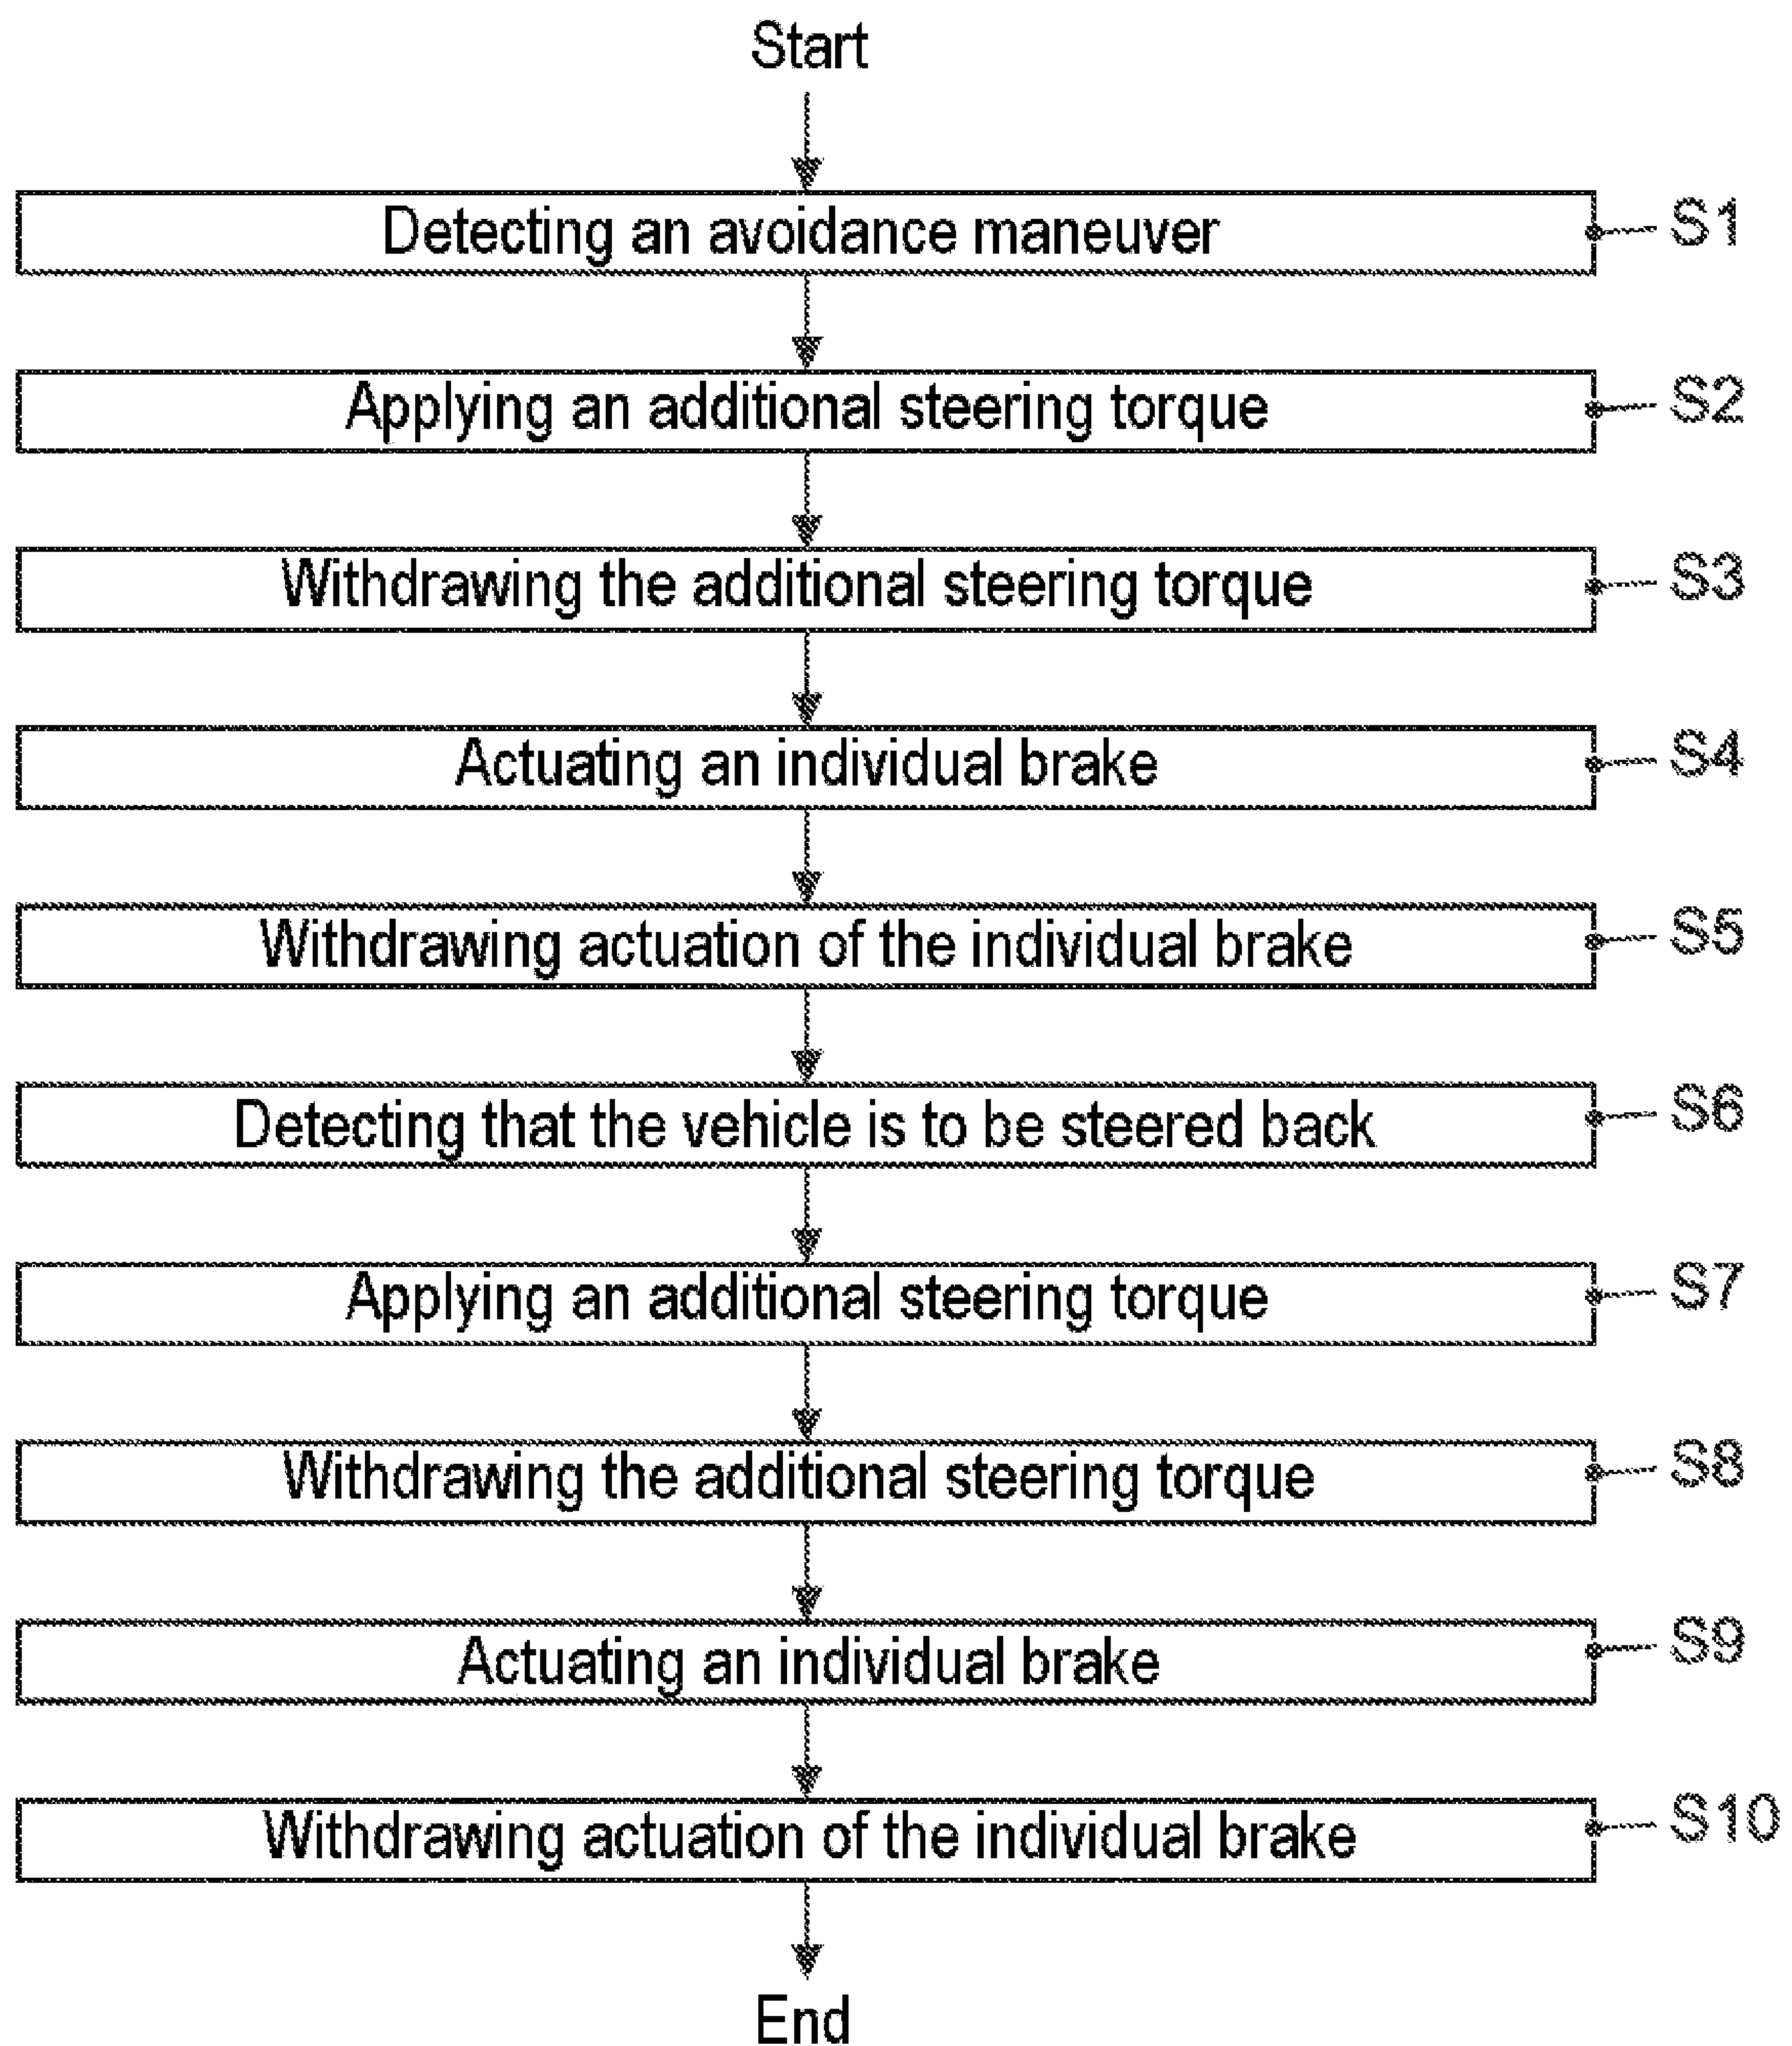 Start
Detecting an avoidance maneuver S1
Applying an additional steering torque S2
Withdrawing the additional steering torque S3
Actuating an individual brake S4
Withdrawing actuation of the individual brake S5
Detecting that the vehicle is to be steered back S6
Applying an additional steering torque S7
Withdrawing the additional steering torque S8
Actuating an individual brake S9
Withdrawing actuation of the individual brake S10
End